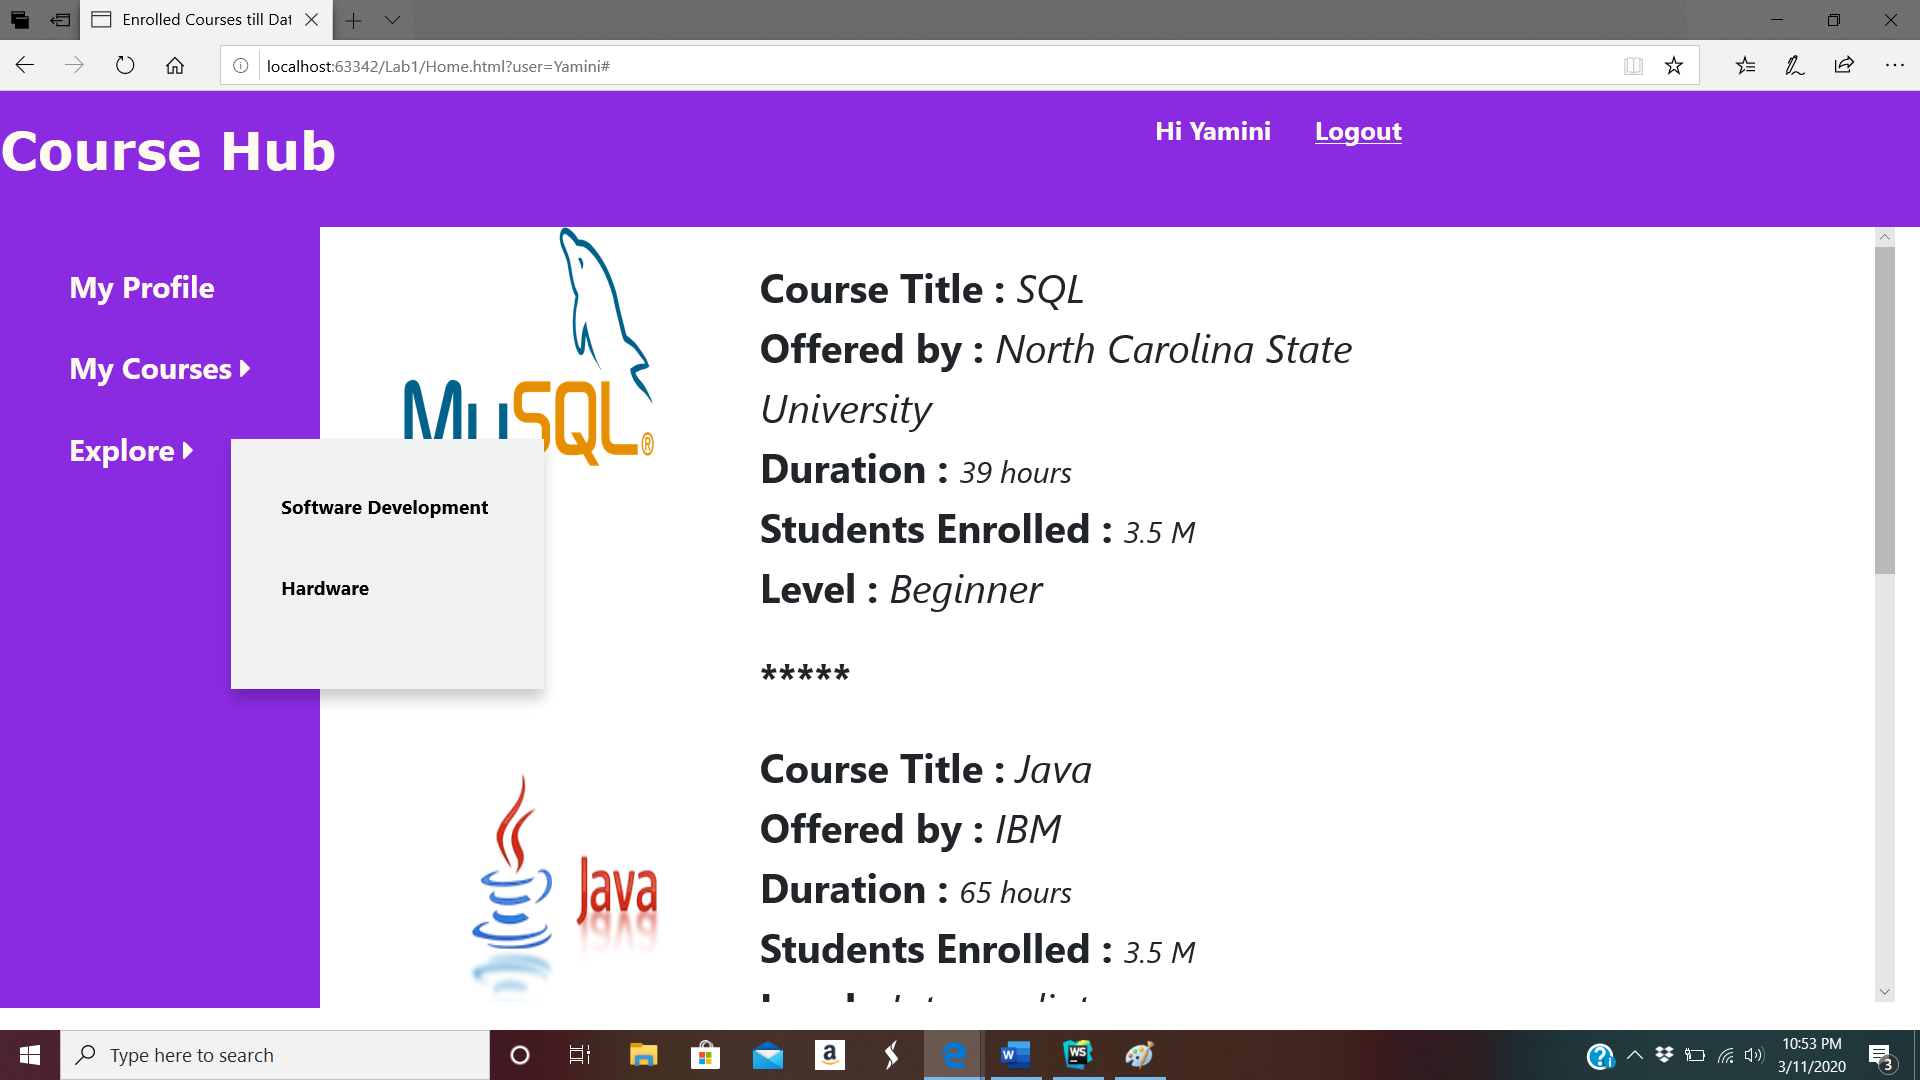 Enrolled Courses till Dat
localhost:63342/Lab1/Home.html?user=Yamini#
Course Hub
Hi Yamini
Logout
My Profile
My Courses
Explore
Software Development
Hardware
MySQL®
Course Title : SQL
Offered by : North Carolina State
University
Duration : 39 hours
Students Enrolled : 3.5 M
Level : Beginner
*****
Java
Course Title : Java
Offered by : IBM
Duration : 65 hours
Students Enrolled : 3.5 M
Type here to search
a
W
WS
10:53 PM
3/11/2020
3